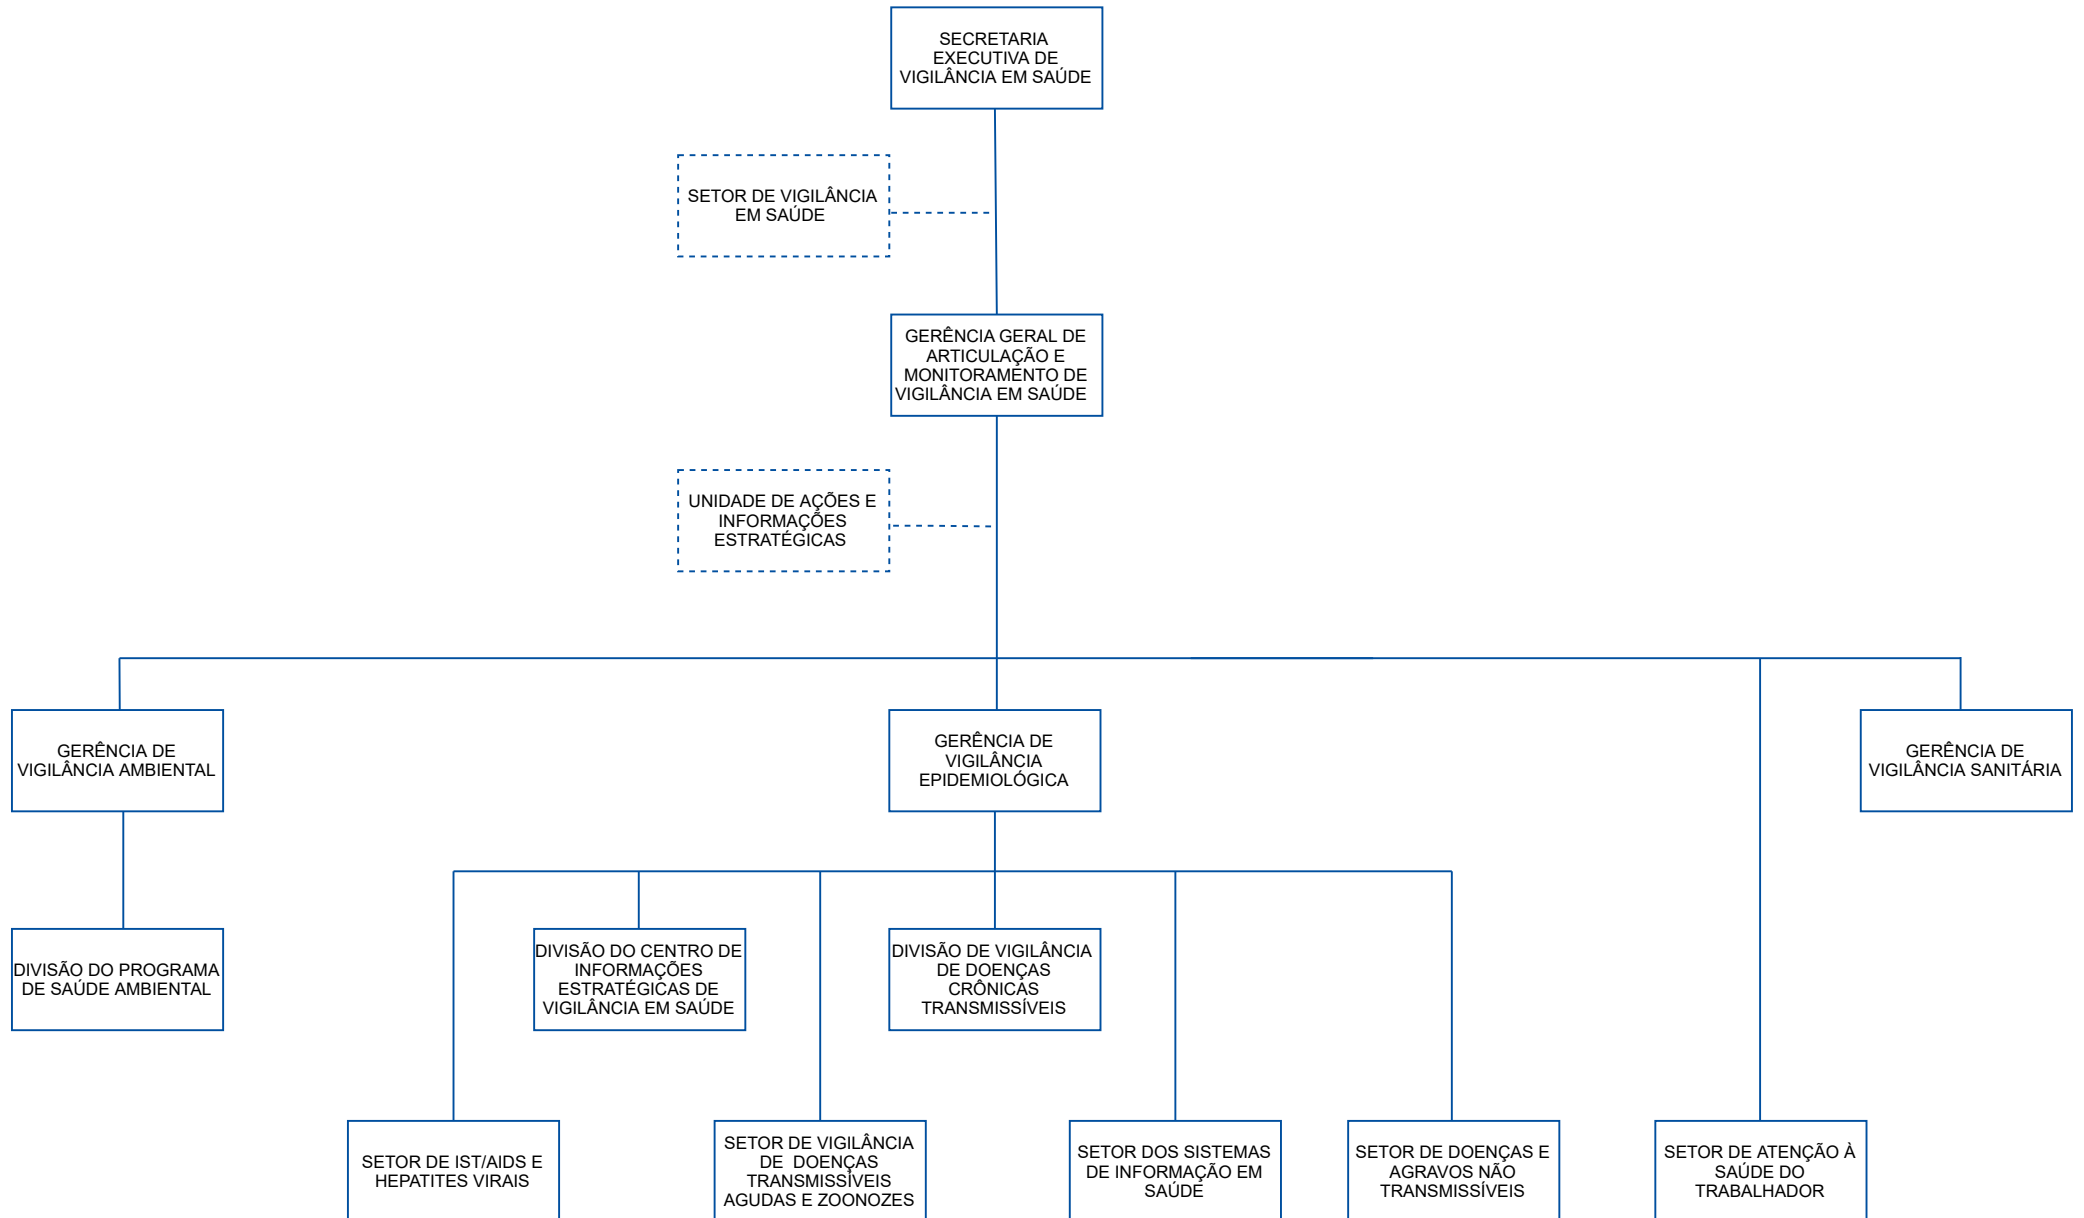 SECRETARIA
EXECUTIVA DE
VIGILÂNCIA EM SAÚDE
SETOR DE VIGILÂNCIA
EM SAÚDE
GERÊNCIA GERAL DE
ARTICULAÇÃO E
MONITORAMENTO DE
VIGILÂNCIA EM SAÚDE
UNIDADE DE AÇÕES E
INFORMAÇÕES
ESTRATÉGICAS
GERÊNCIA DE
VIGILÂNCIA AMBIENTAL
GERÊNCIA DE
VIGILÂNCIA
EPIDEMIOLÓGICA
GERÊNCIA DE
VIGILÂNCIA SANITÁRIA
DIVISÃO DO PROGRAMA
DE SAÚDE AMBIENTAL
DIVISÃO DO CENTRO DE
INFORMAÇÕES
ESTRATÉGICAS DE
VIGILÂNCIA EM SAÚDE
DIVISÃO DE VIGILÂNCIA
DE DOENÇAS
CRÔNICAS
TRANSMISSÍVEIS
SETOR DE IST/AIDS E
HEPATITES VIRAIS
SETOR DE VIGILÂNCIA
DE DOENÇAS
TRANSMISSÍVEIS
AGUDAS E ZOONOZES
SETOR DOS SISTEMAS
DE INFORMAÇÃO EM
SAÚDE
SETOR DE DOENÇAS E
AGRAVOS NÃO
TRANSMISSÍVEIS
SETOR DE ATENÇÃO À
SAÚDE DO
TRABALHADOR